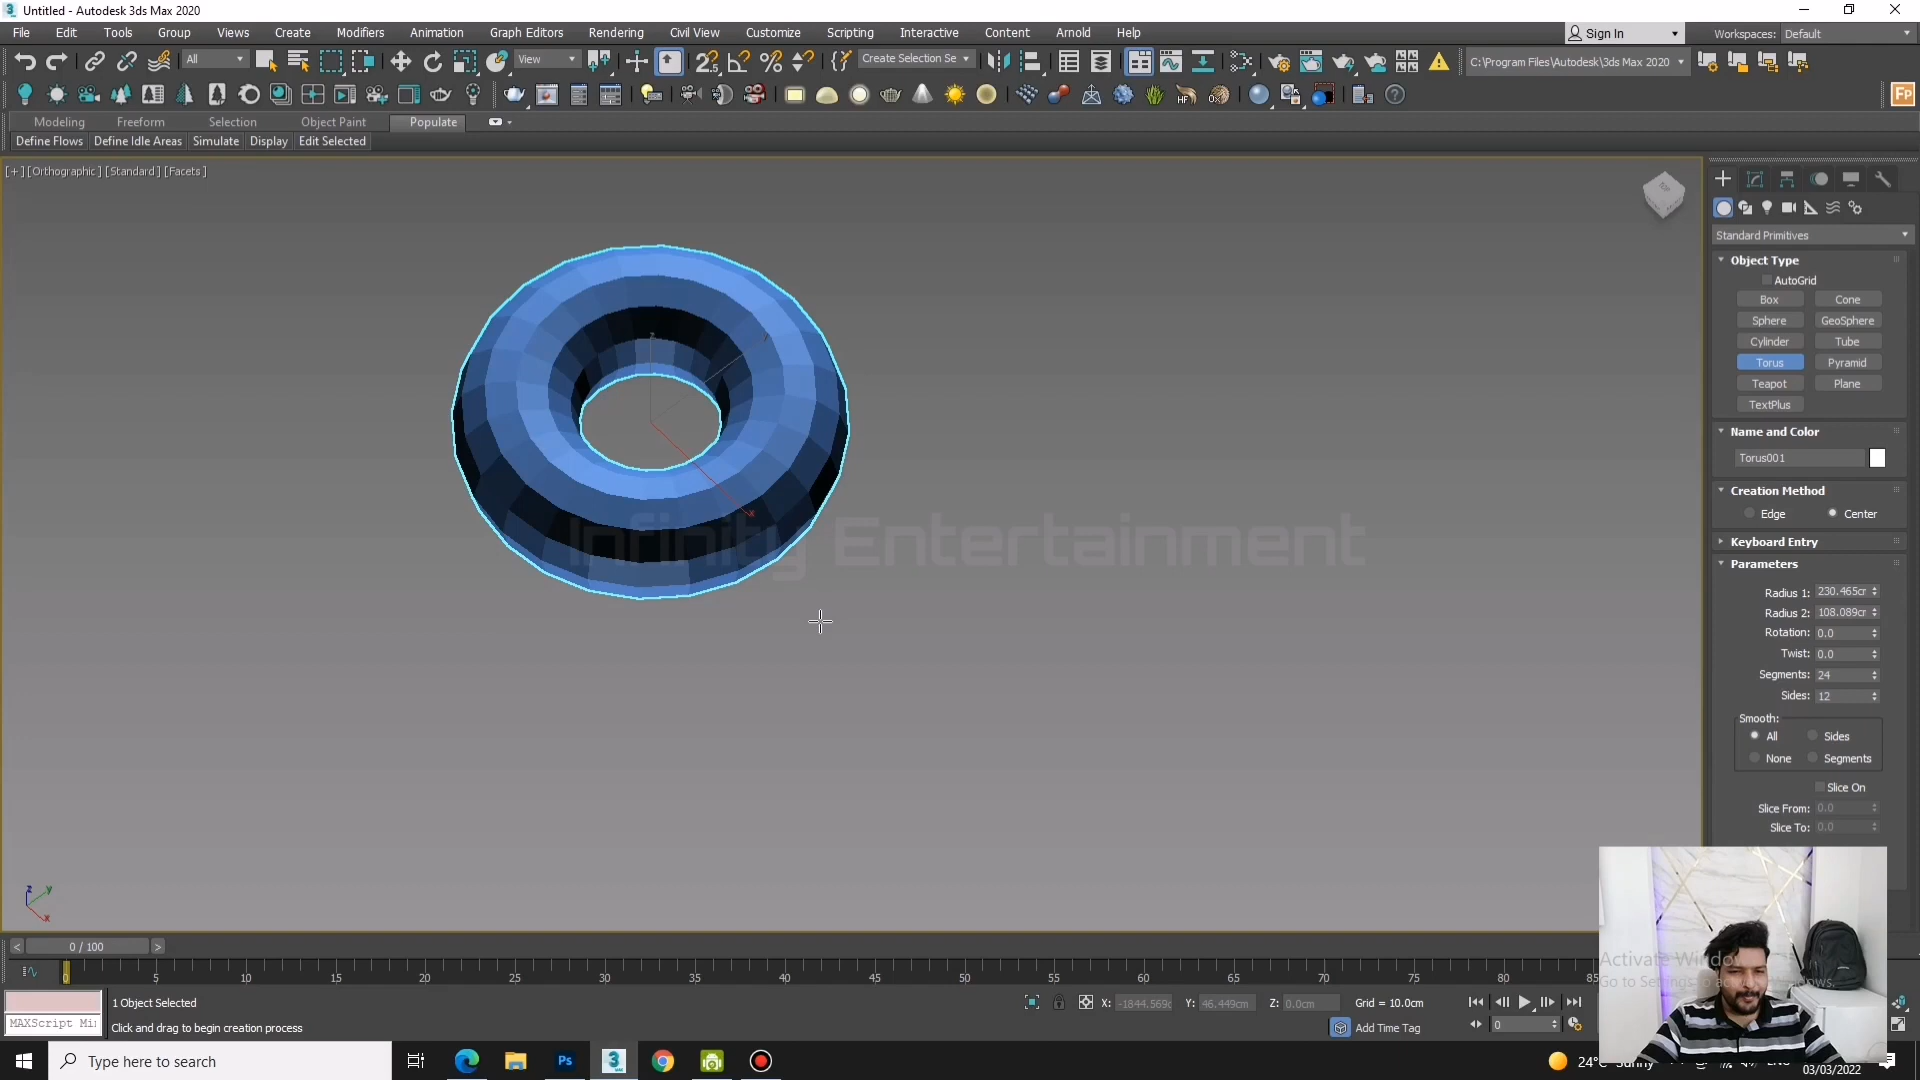 Untitled - Autodesk 3ds Max 2020
File Edit Tools Group Views Create Modifiers Animation Graph Editors Rendering Civil View Customize Scripting Interactive Content Arnold Help
Sign In
Workspaces: Default
All
View
Create Selection Se
C:\Program Files\Autodesk\3ds Max 2020
Modeling Freeform Selection Object Paint Populate
Define Flows Define Idle Areas Simulate Display Edit Selected
[+] [Orthographic] [Standard] [Facets]
Standard Primitives
Object Type
AutoGrid
Box Cone
Sphere GeoSphere
Cylinder Tube
Torus Pyramid
Teapot Plane
TextPlus
Name and Color
Torus001
Creation Method
Edge Center
Keyboard Entry
Parameters
Radius 1: 230.465cr
Radius 2: 108.089cr
Rotation: 0.0
Twist: 0.0
Segments: 24
Sides: 12
Smooth:
All Sides
None Segments
Slice On
Slice From: 0.0
Slice To: 0.0
Infinity Entertainment
z y x
0 / 100
0 5 10 15 20 25 30 35 40 45 50 55 60 65 70 75 80
MAXScript Mi
1 Object Selected
Click and drag to begin creation process
X: -1844.569c Y: 46.449cm Z: 0.0cm Grid = 10.0cm
Add Time Tag
0
Type here to search
24°C Sunny
03/03/2022